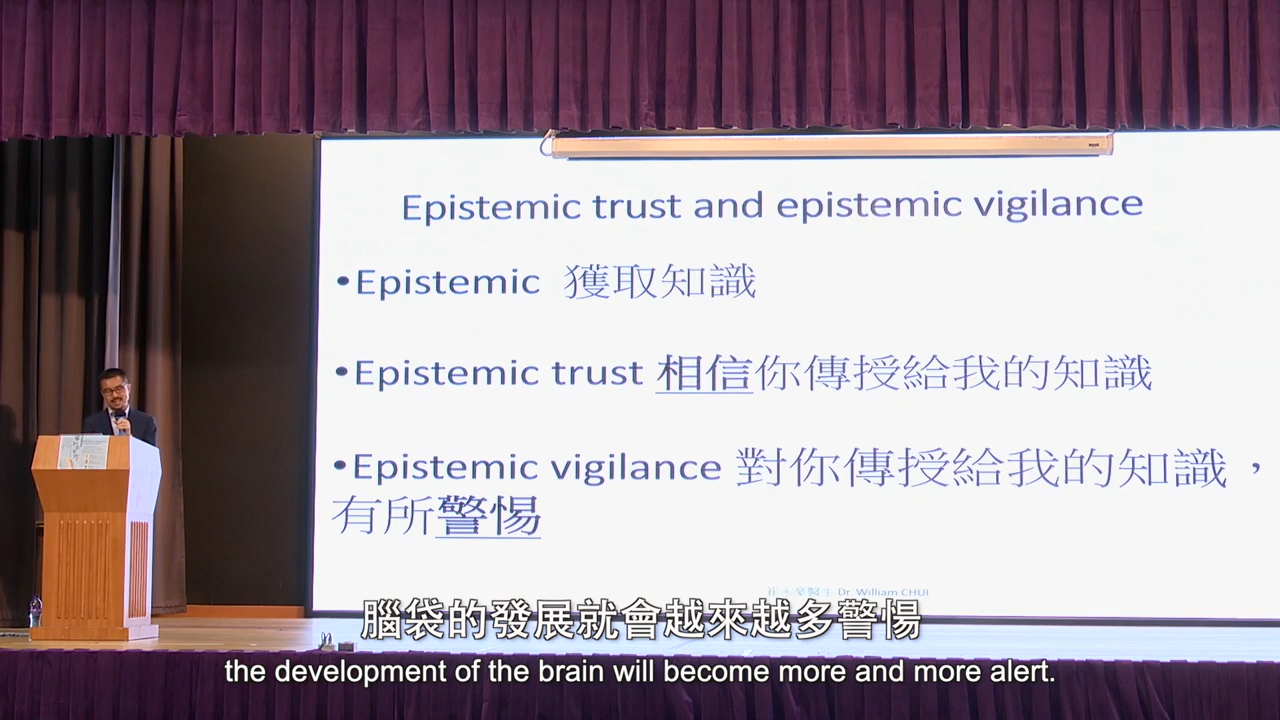 Epistemic trust and epistemic vigilance
•Epistemic 獲取知識
•Epistemic trust 相信你傳授給我的知識
•Epistemic vigilance 對你傳授給我的知識，
有所警惕
Dr. William CHUI
腦袋的發展就會越來越多警惕
the development of the brain will become more and more alert.